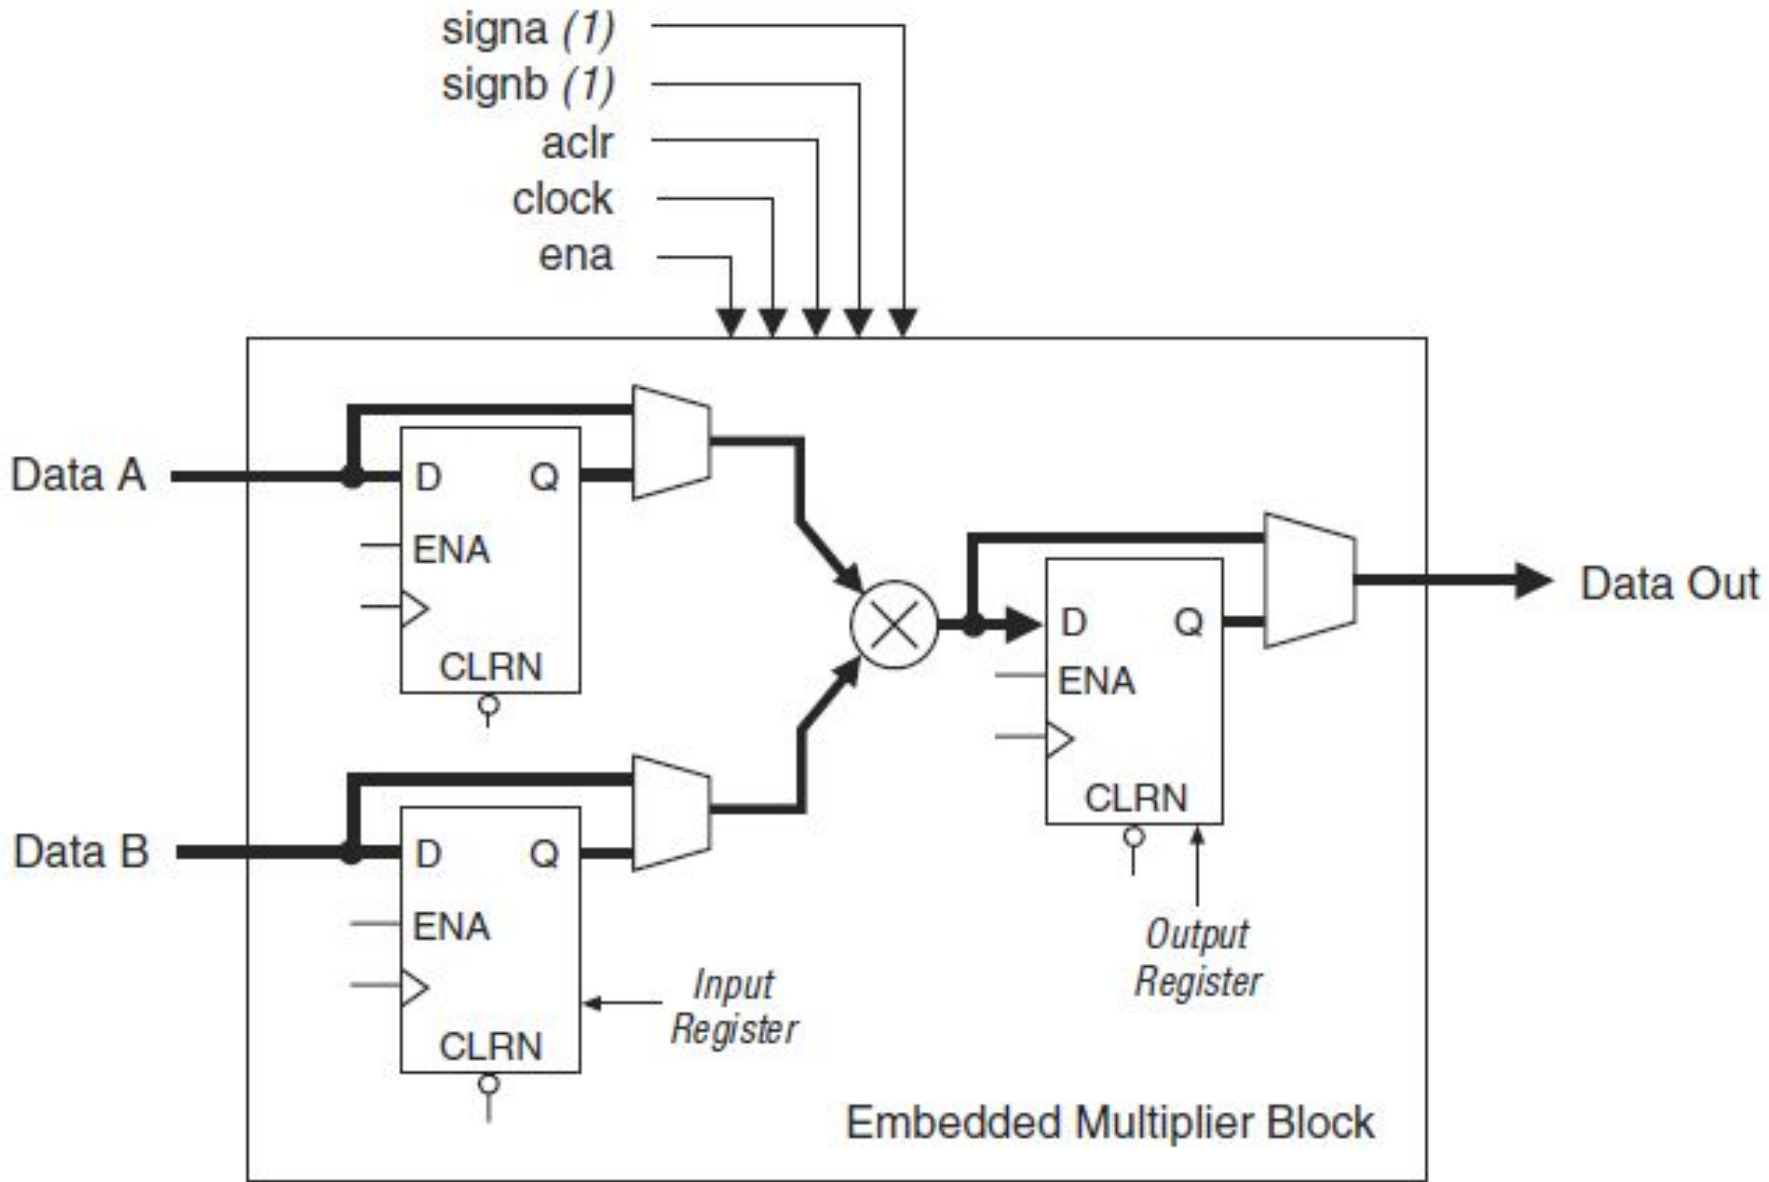 signa (1)
signb (1)
aclr
clock
ena
Data A
D Q
ENA
CLRN
Data B
D Q
ENA
CLRN
Input
Register
D Q
ENA
CLRN
Output
Register
Data Out
Embedded Multiplier Block